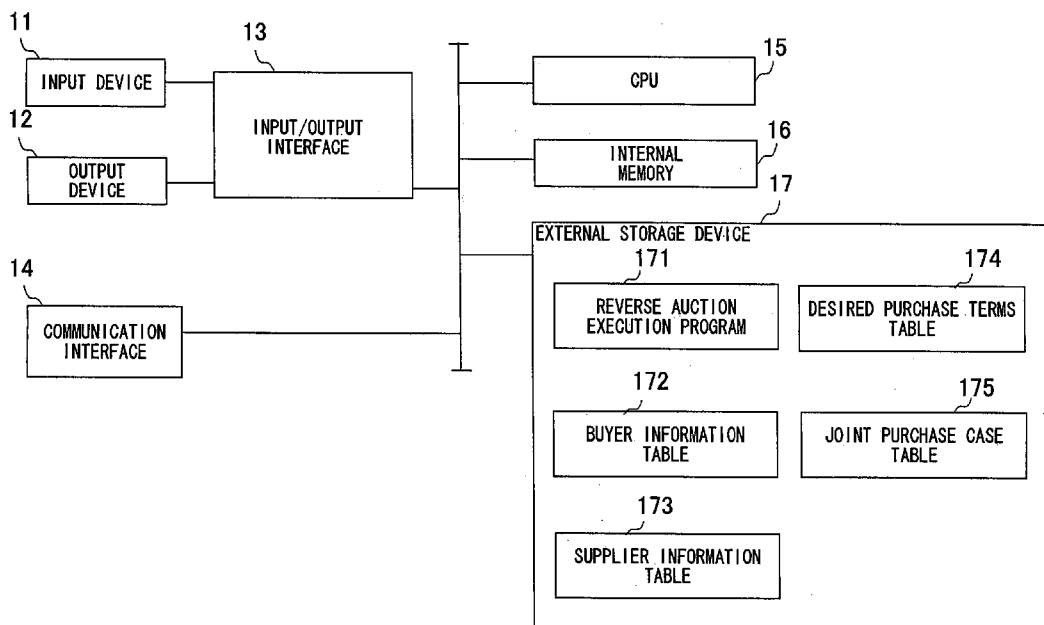 11
INPUT DEVICE
12
OUTPUT
DEVICE
13
INPUT/OUTPUT
INTERFACE
14
COMMUNICATION
INTERFACE
15
CPU
16
INTERNAL
MEMORY
17
EXTERNAL STORAGE DEVICE
171
REVERSE AUCTION
EXECUTION PROGRAM
174
DESIRED PURCHASE TERMS
TABLE
172
BUYER INFORMATION
TABLE
175
JOINT PURCHASE CASE
TABLE
173
SUPPLIER INFORMATION
TABLE